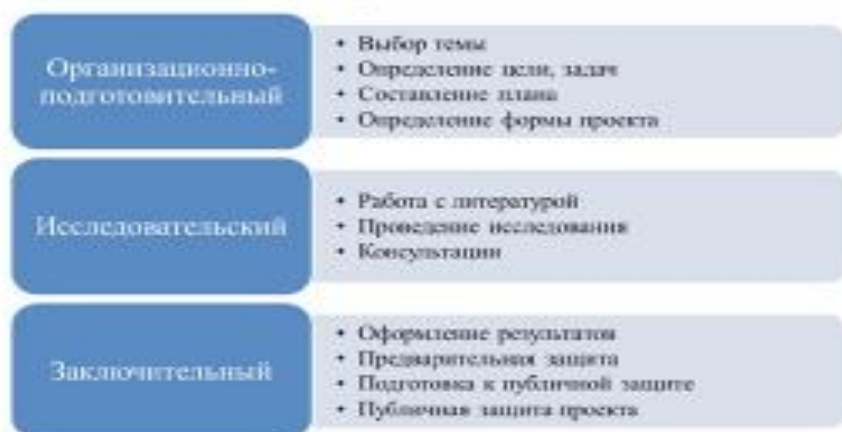 Организационно-
подготовительный
• Выбор темы
• Определение цели, задач
• Составление плана
• Определение формы проекта
Исследовательский
• Работа с литературой
• Проведение исследования
• Консультации
Заключительный
• Оформление результатов
• Предварительная защита
• Подготовка к публичной защите
• Публичная защита проекта